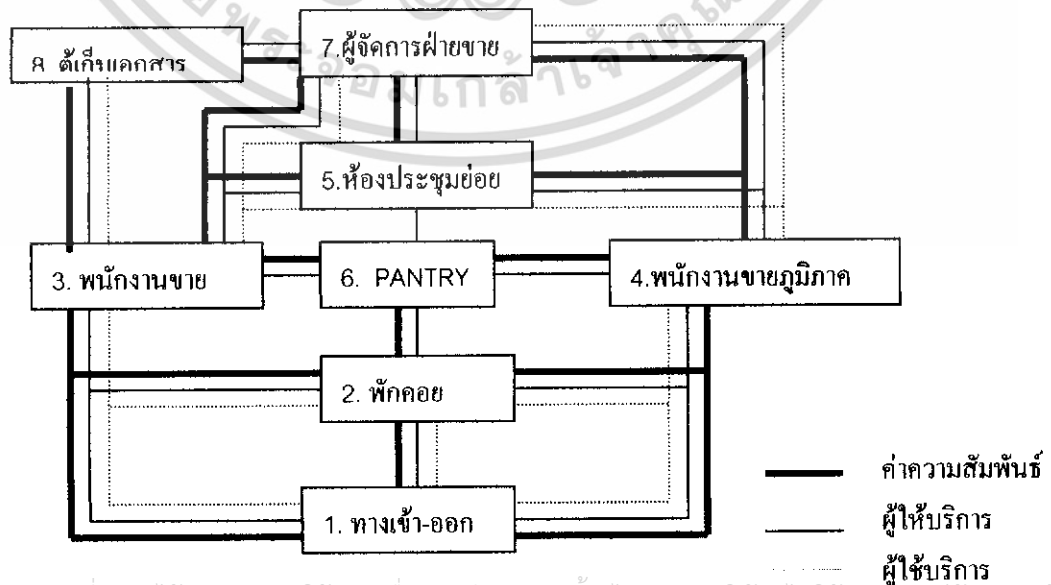 7.ผู้จัดการฝ่ายขาย
8 ตู้เก็บเอกสาร
5.ห้องประชุมย่อย
3. พนักงานขาย
6. PANTRY
4.พนักงานขายภูมิภาค
2. พักคอย
1. ทางเข้า-ออก
ค่าความสัมพันธ์
ผู้ให้บริการ
ผู้ใช้บริการ